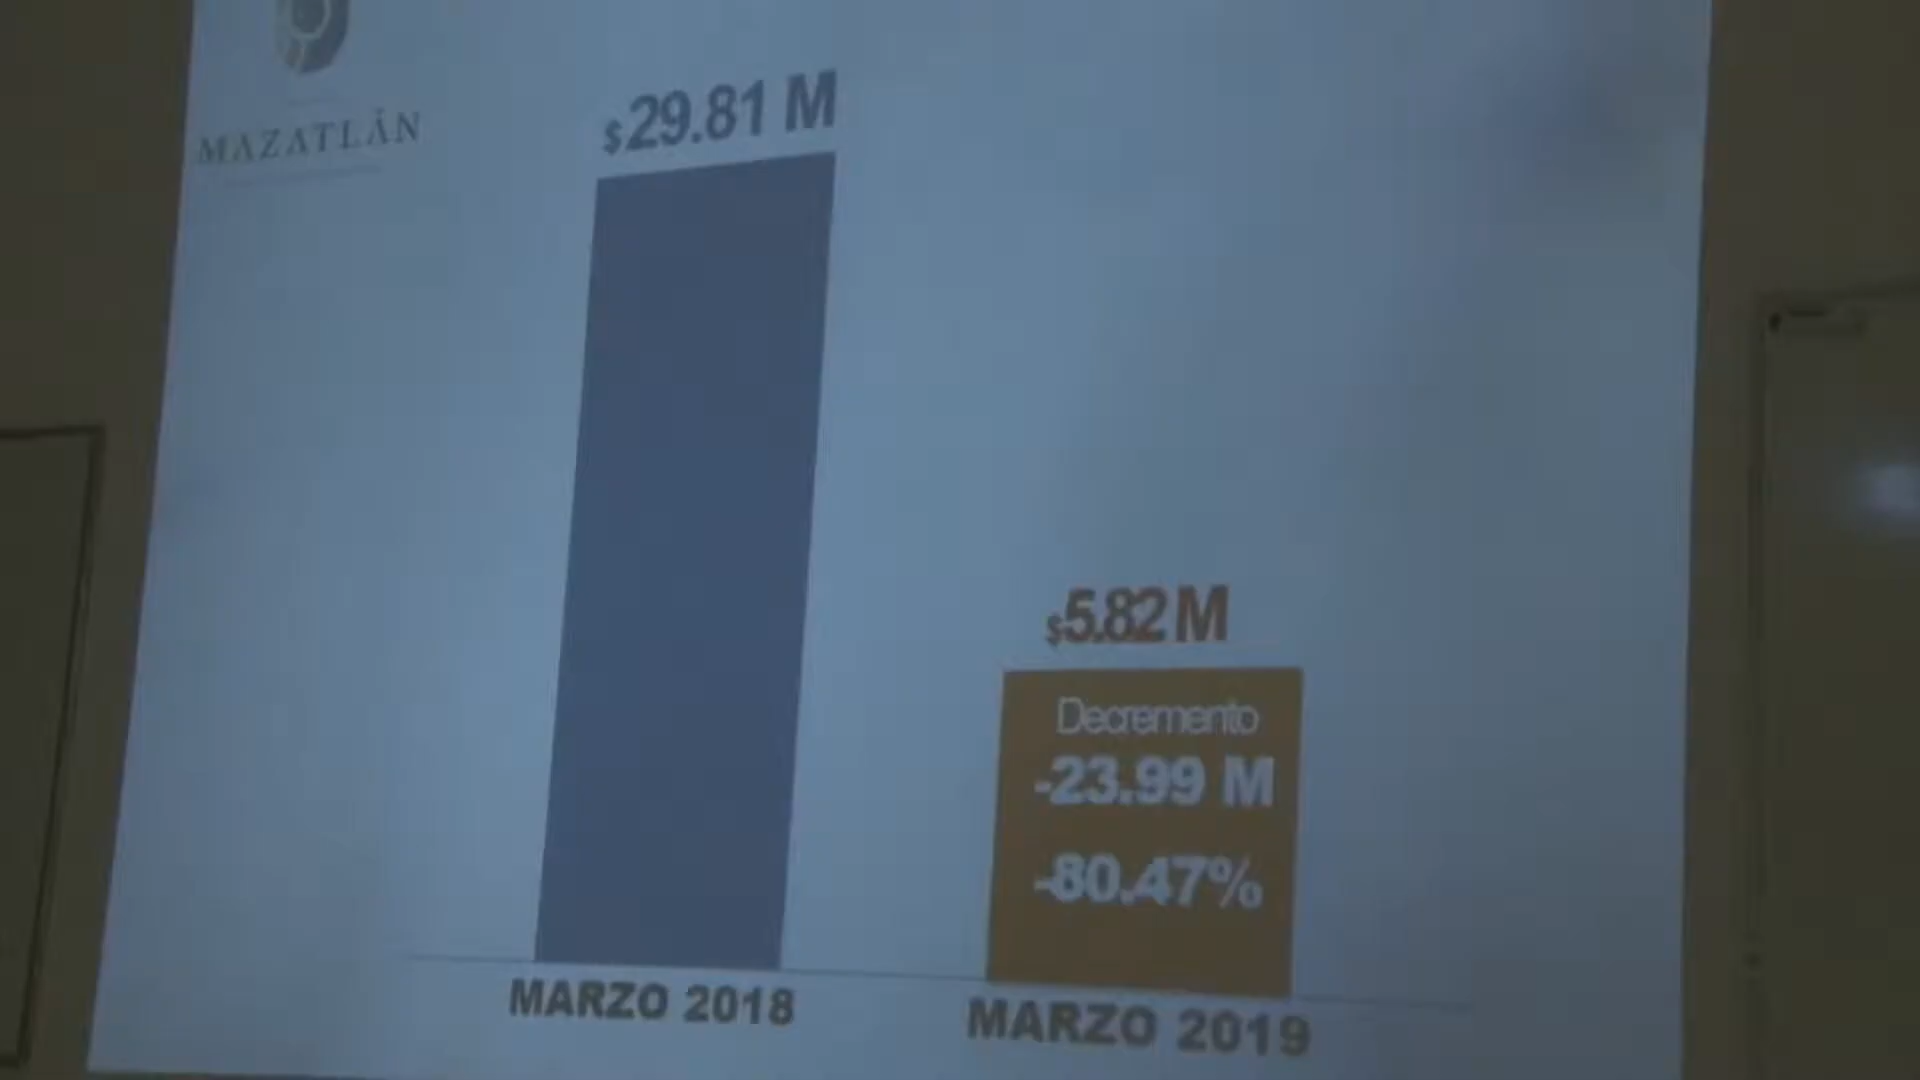 MAZATLÁN
$29.81 M
$5.82 M
Decremento
-23.99 M
-80.47%
MARZO 2018
MARZO 2019